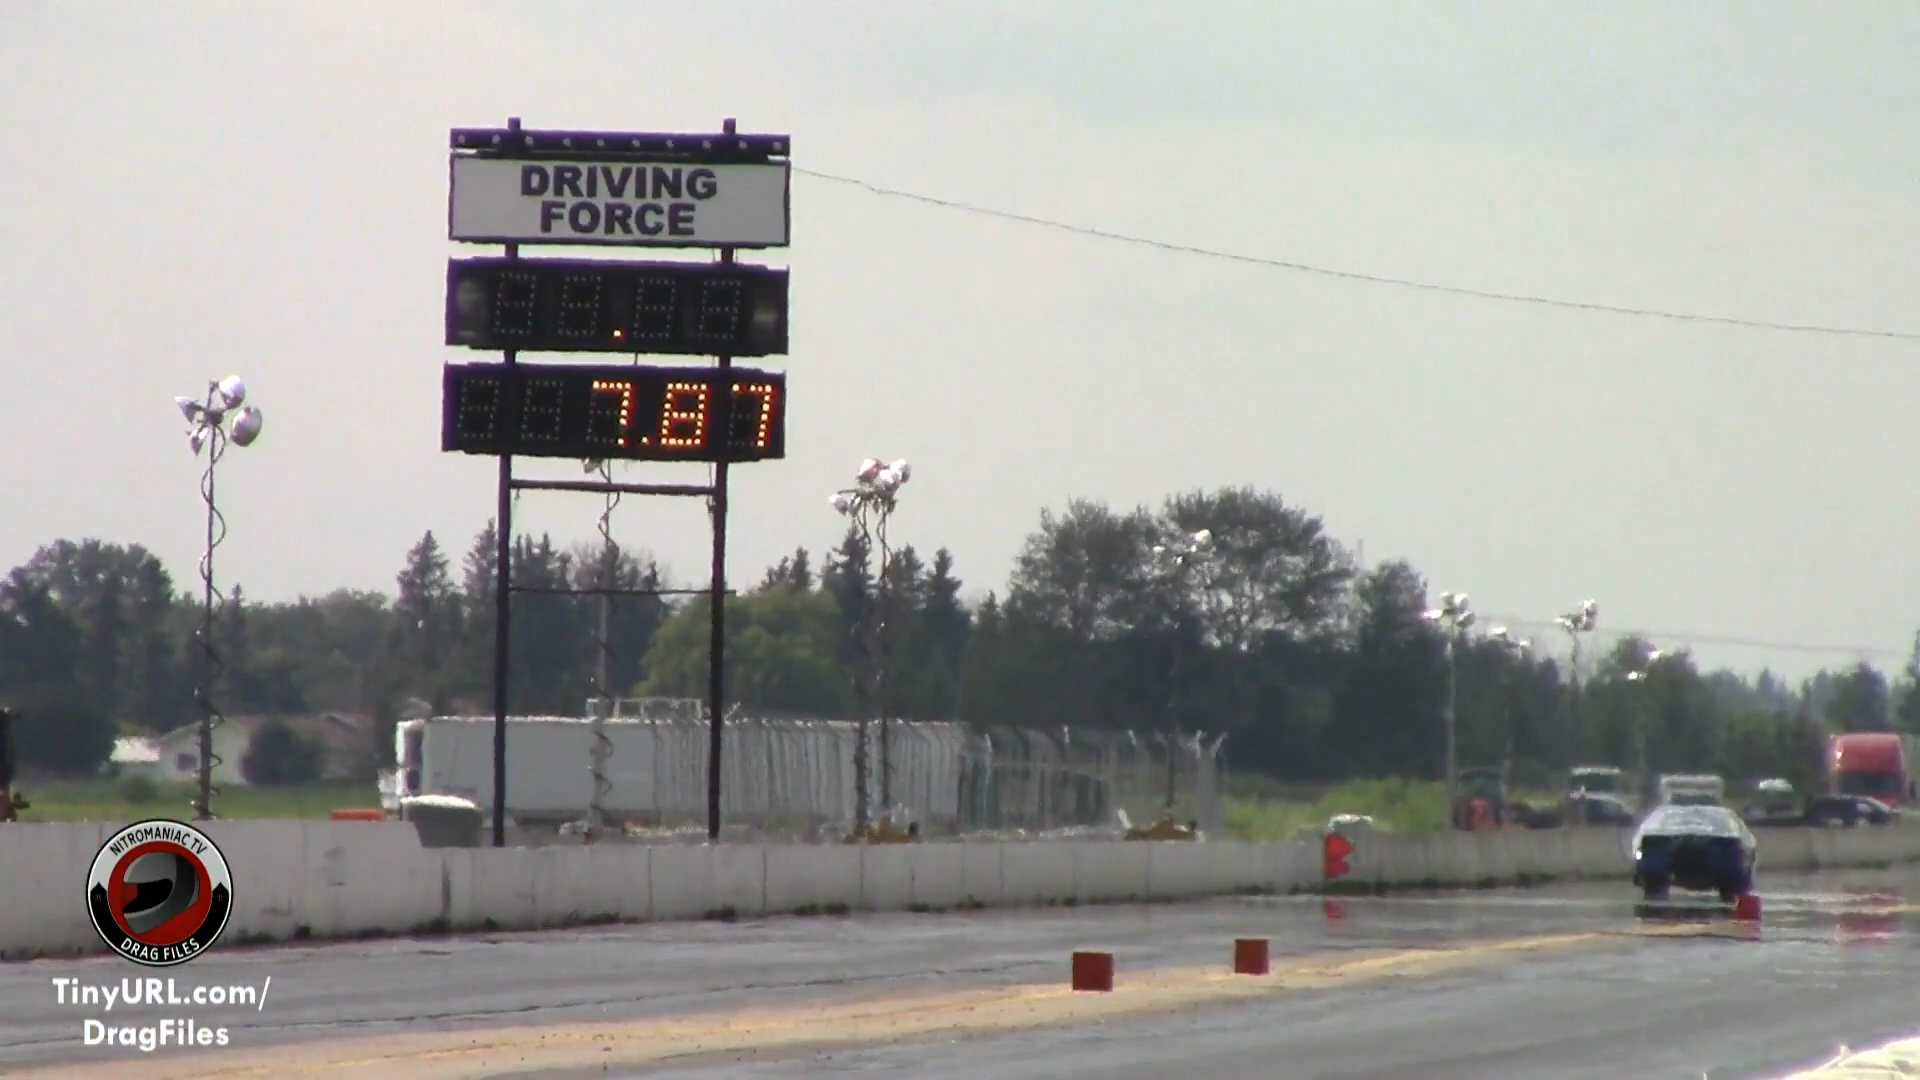 DRIVING
FORCE
.
7.87
NITROMANIAC TV
DRAG FILES
TinyURL.com/
DragFiles